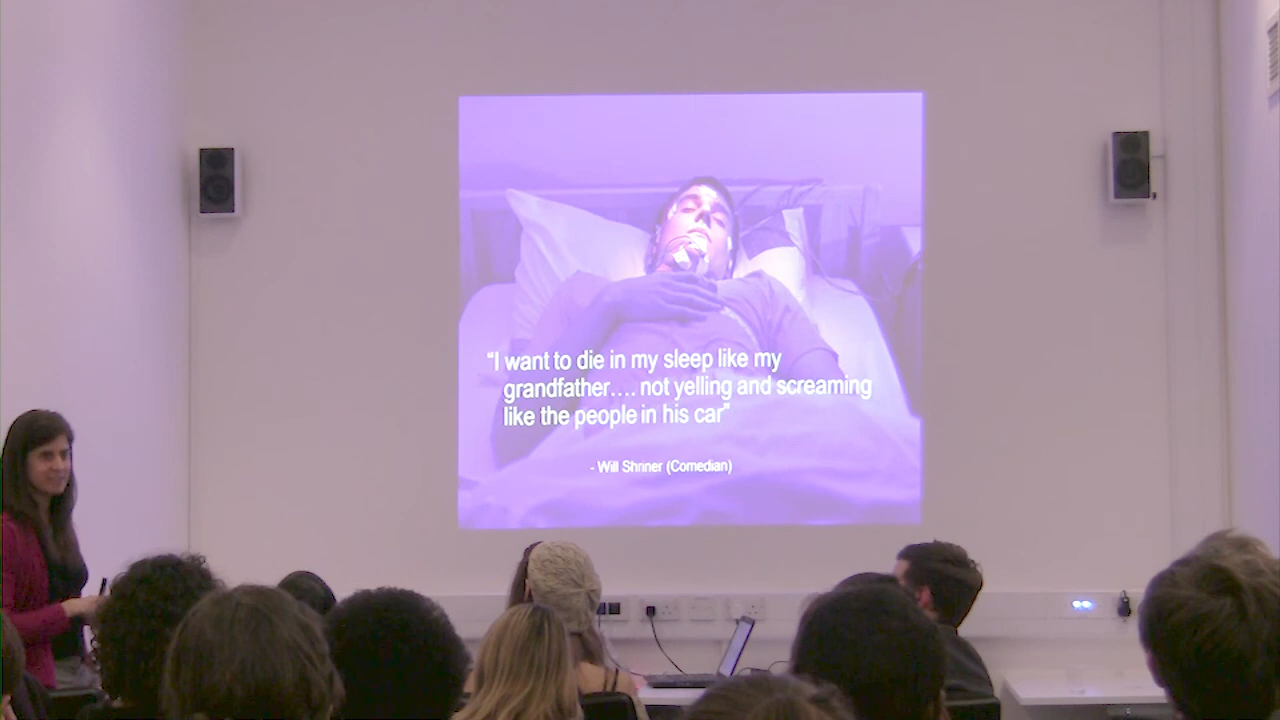 “I want to die in my sleep like my
grandfather…. not yelling and screaming
like the people in his car”
- Will Shriner (Comedian)